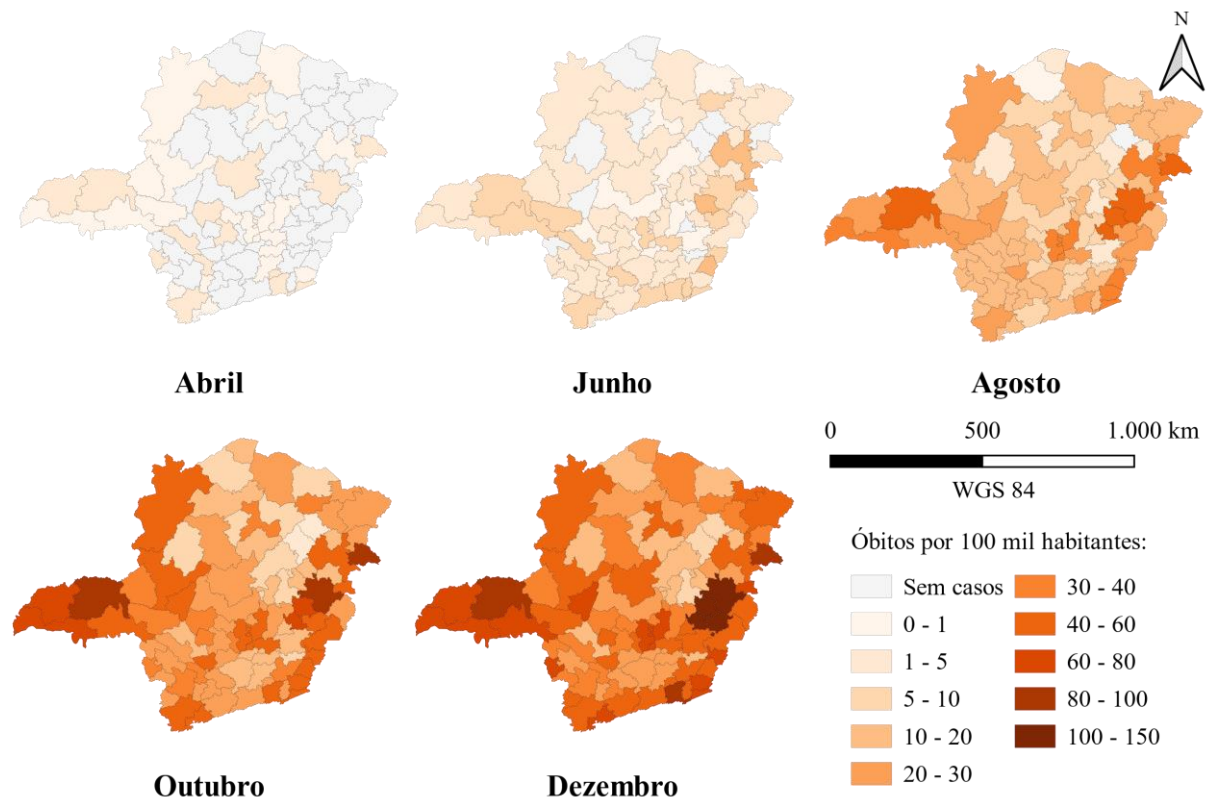 N
Abril
Junho
Agosto
0 500 1.000 km
WGS 84
Óbitos por 100 mil habitantes:
Sem casos
0 - 1
1 - 5
5 - 10
10 - 20
20 - 30
30 - 40
40 - 60
60 - 80
80 - 100
100 - 150
Outubro
Dezembro